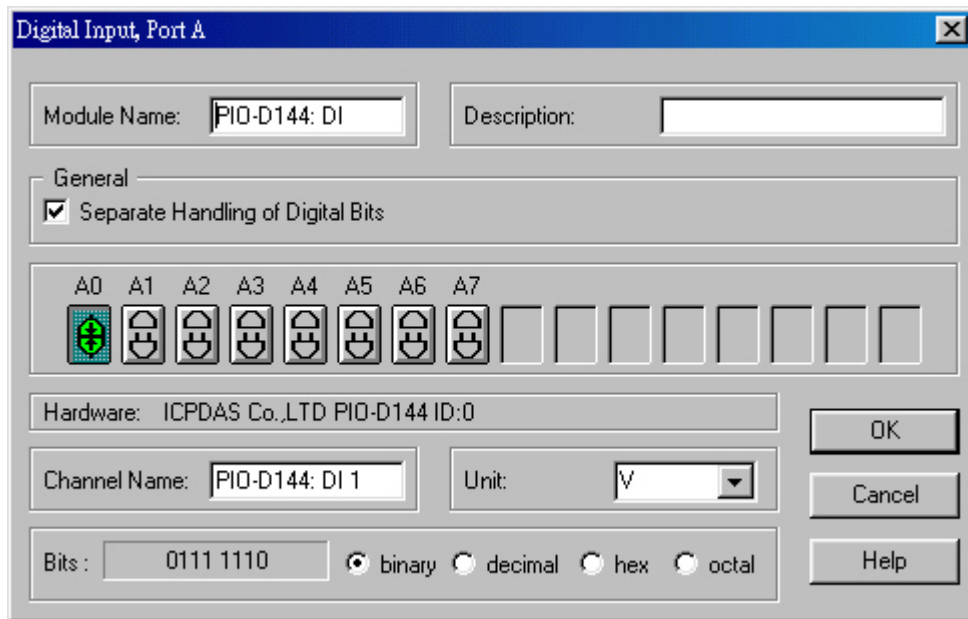 Digital Input, Port A
Module Name: PIO-D144: DI Description:
General
Separate Handling of Digital Bits
A0 A1 A2 A3 A4 A5 A6 A7
Hardware: ICPDAS Co.,LTD PIO-D144 ID:0
OK
Channel Name: PIO-D144: DI 1 Unit: V
Cancel
Bits : 0111 1110 binary decimal hex octal
Help